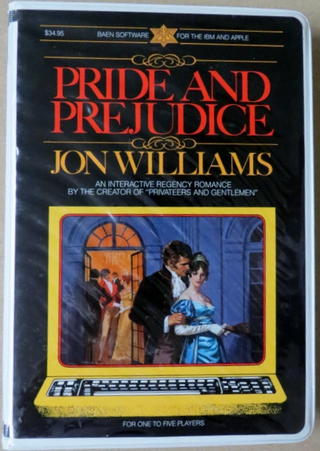 $34.95
BAEN SOFTWARE FOR THE IBM AND APPLE
PRIDE AND
PREJUDICE
JON WILLIAMS
AN INTERACTIVE REGENCY ROMANCE
BY THE CREATOR OF "PRIVATEERS AND GENTLEMEN"
FOR ONE TO FIVE PLAYERS